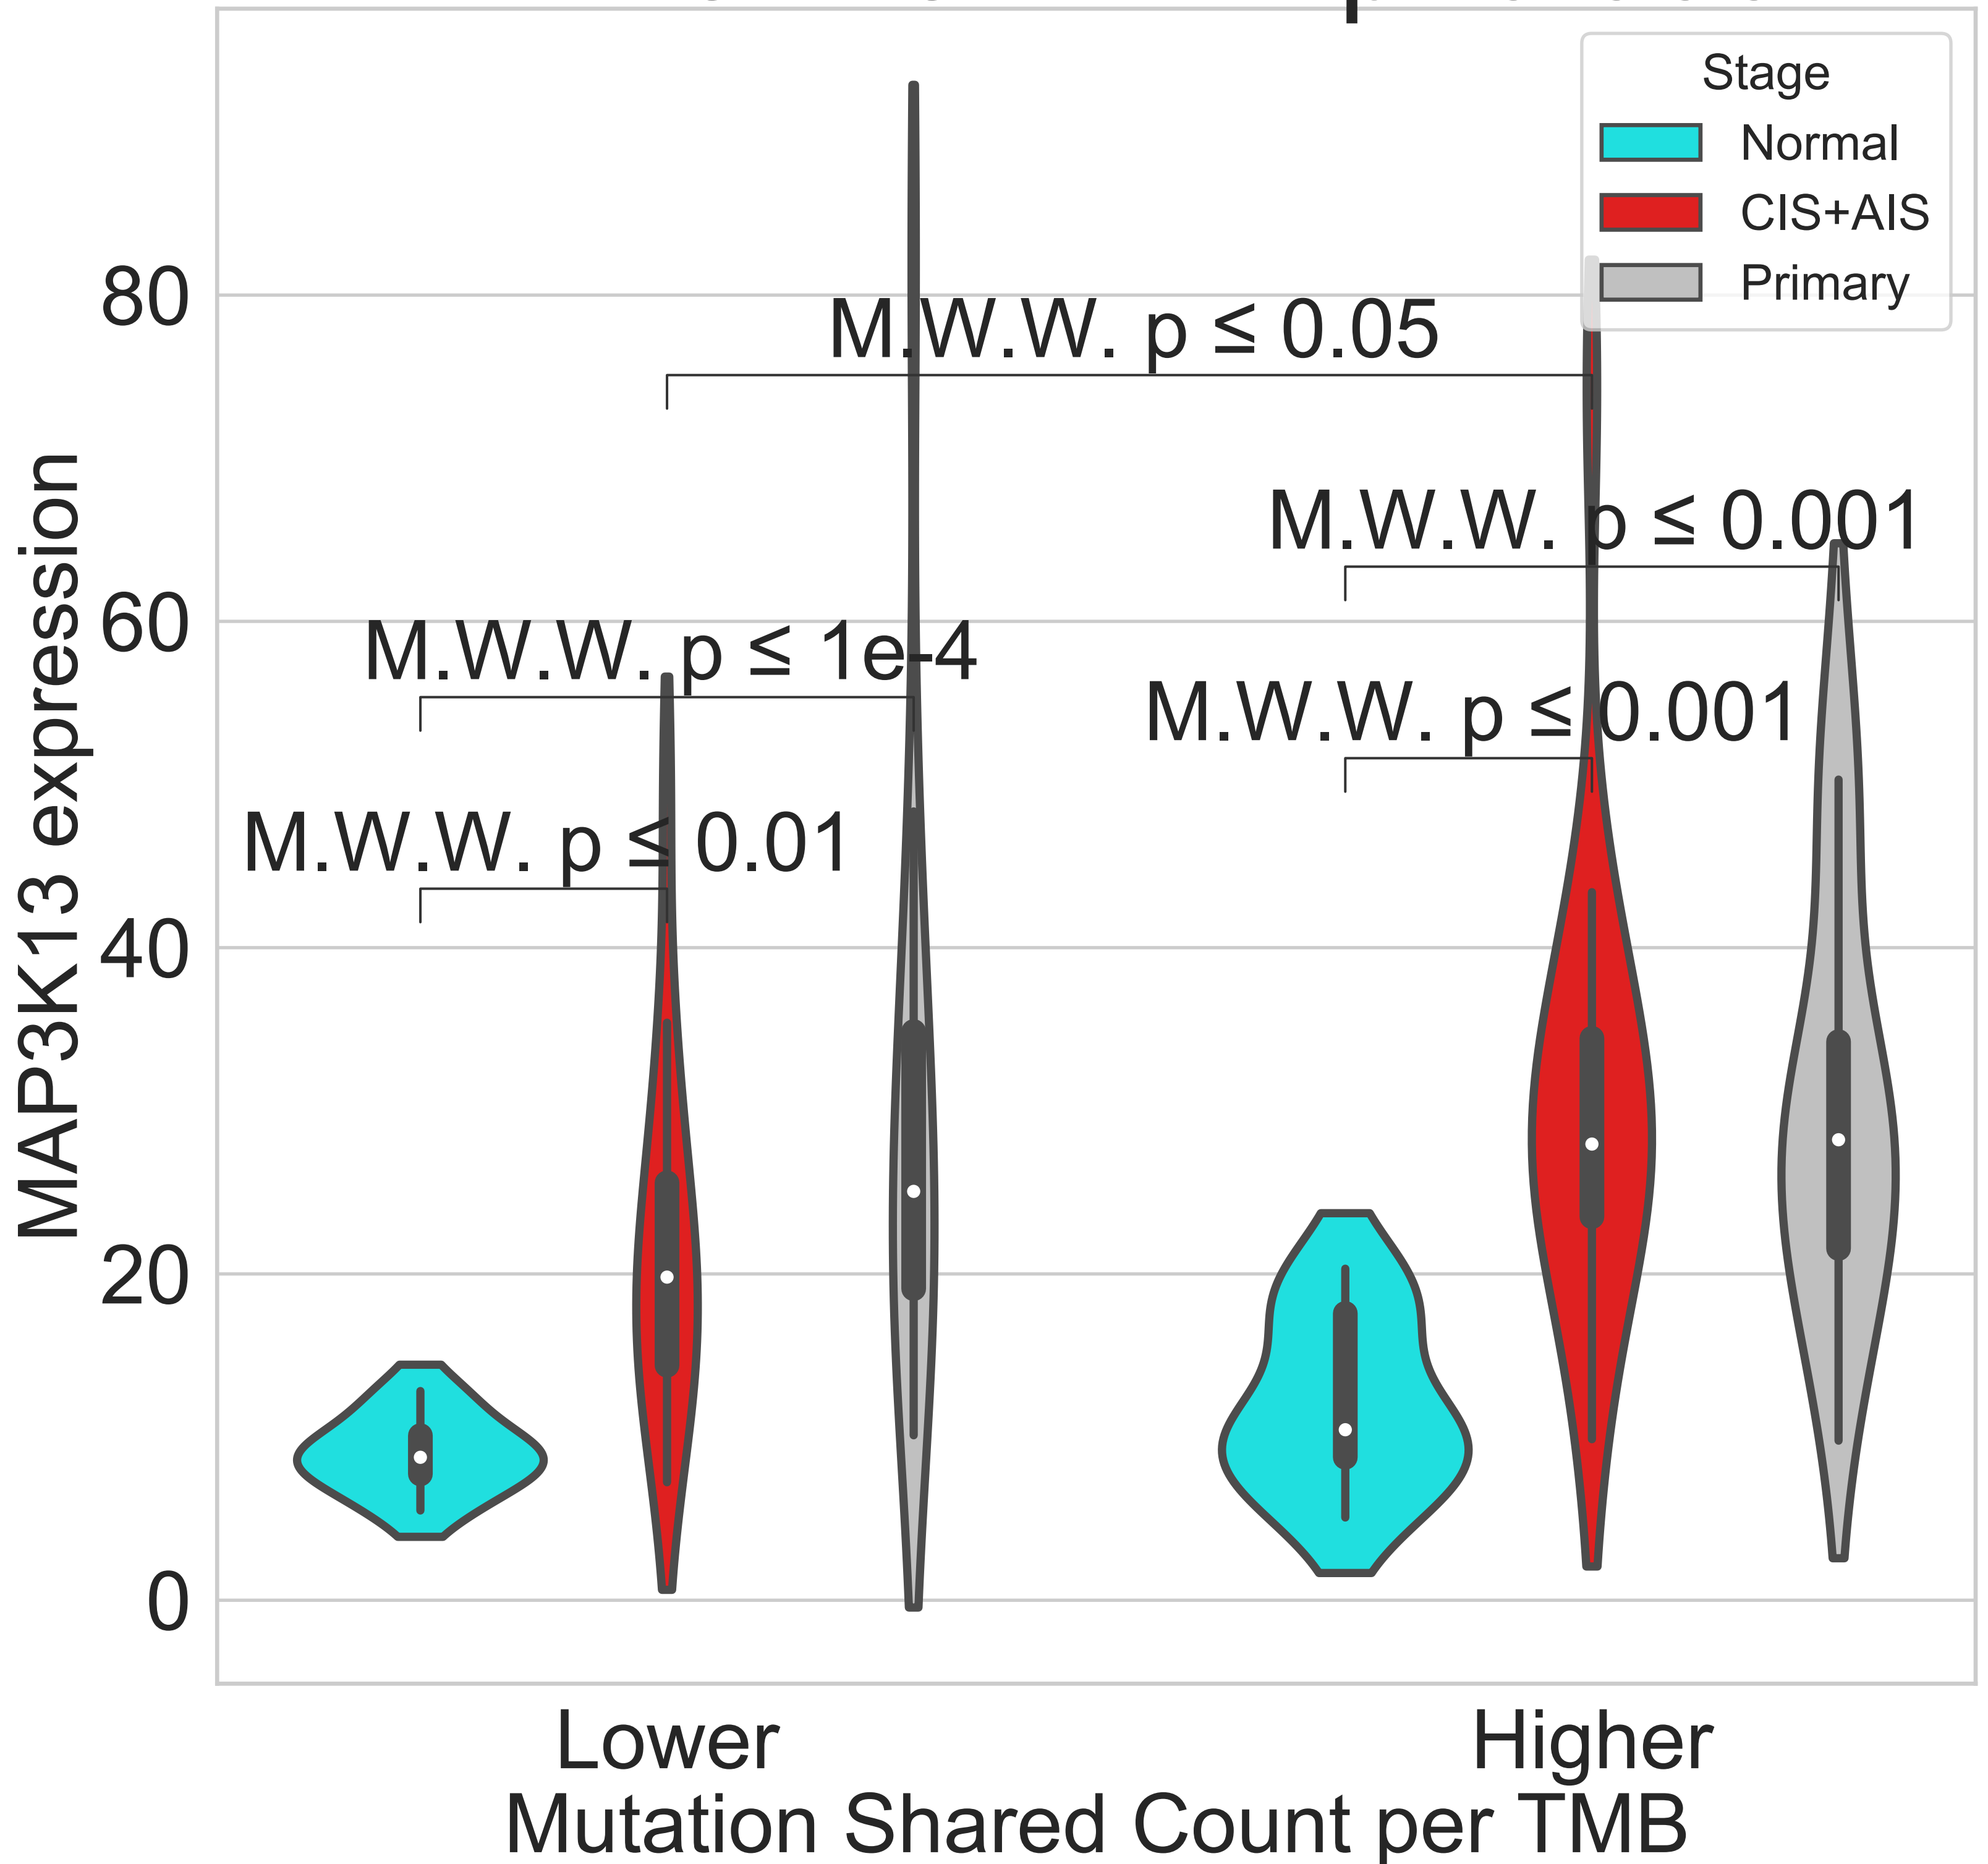 Stage
Normal
CIS+AIS
Primary
80
60
40
20
0
MAP3K13 expression
M.W.W. p ≤ 0.05
M.W.W. p ≤ 0.001
M.W.W. p ≤ 1e-4
M.W.W. p ≤ 0.001
M.W.W. p ≤ 0.01
Lower
Higher
Mutation Shared Count per TMB